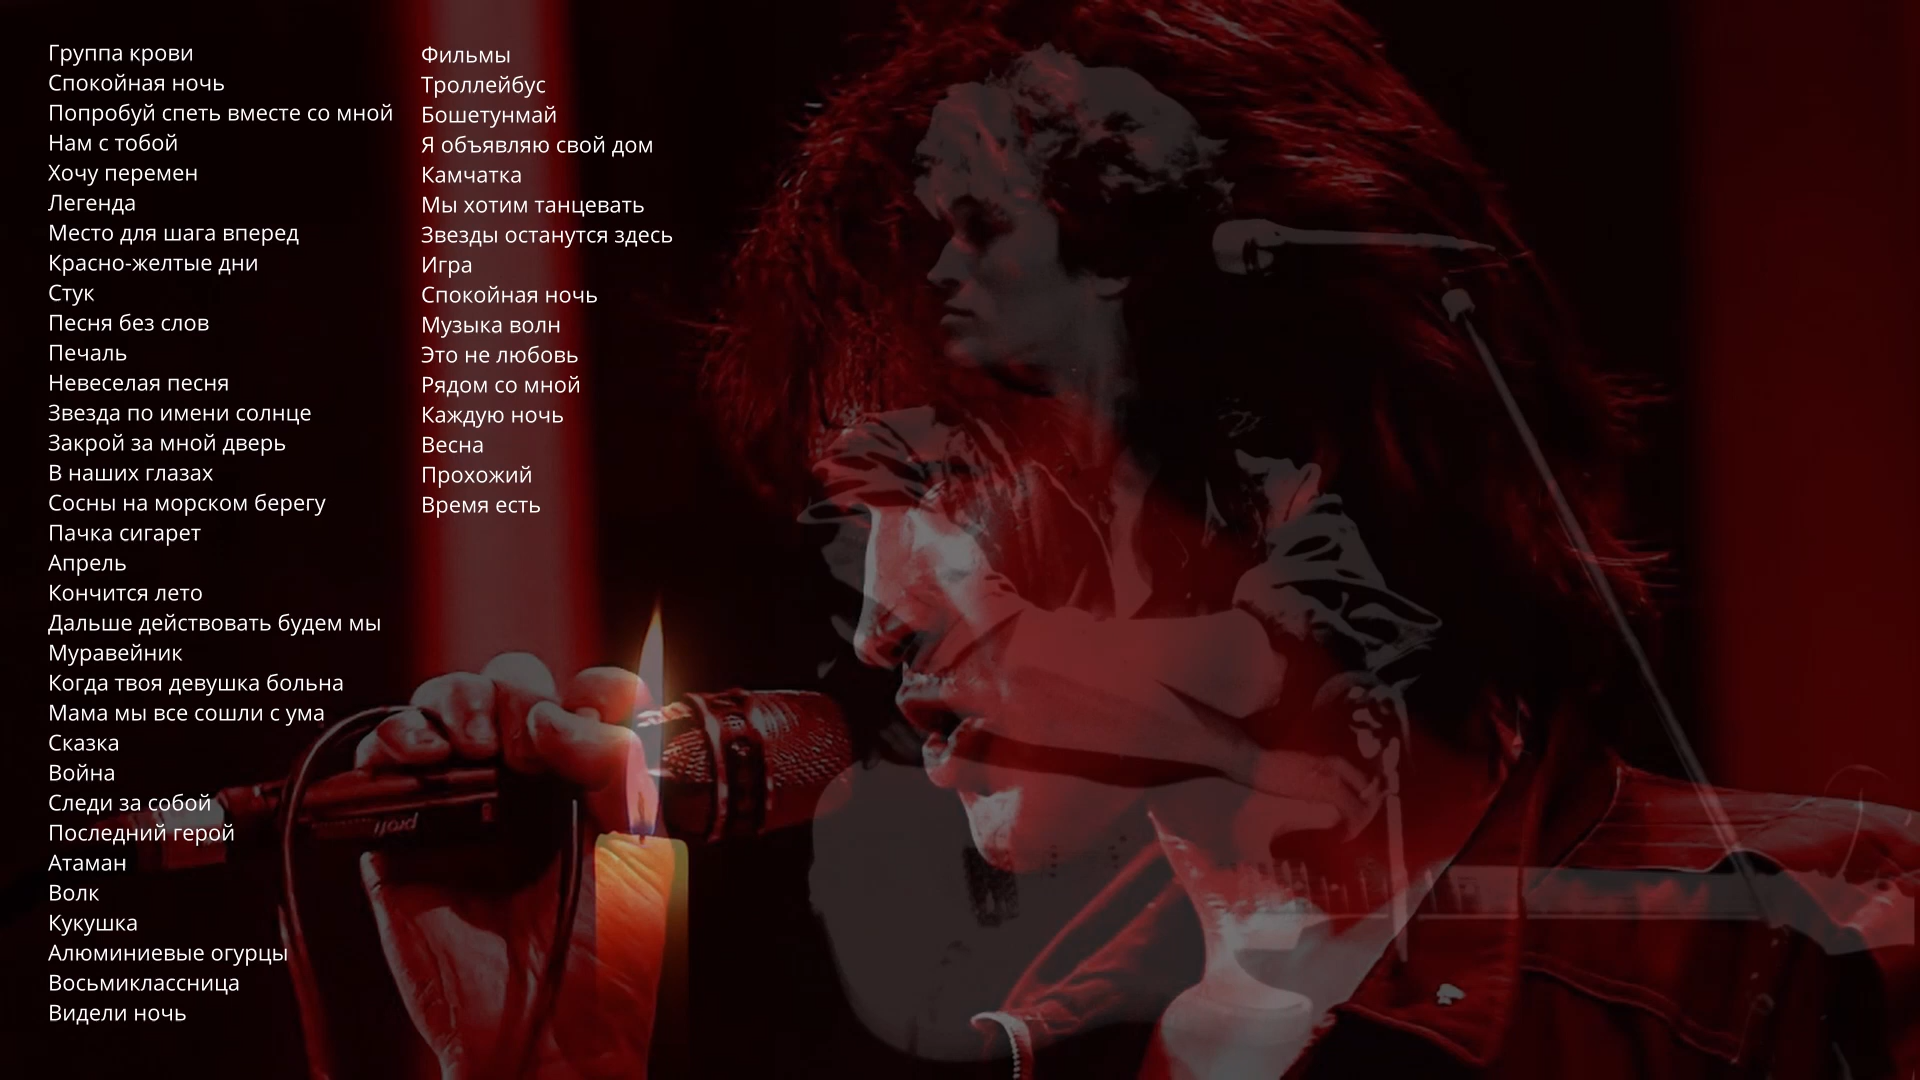 Группа крови
Спокойная ночь
Попробуй спеть вместе со мной
Нам с тобой
Хочу перемен
Легенда
Место для шага вперед
Красно-желтые дни
Стук
Песня без слов
Печаль
Невеселая песня
Звезда по имени солнце
Закрой за мной дверь
В наших глазах
Сосны на морском берегу
Пачка сигарет
Апрель
Кончится лето
Дальше действовать будем мы
Муравейник
Когда твоя девушка больна
Мама мы все сошли с ума
Сказка
Война
Следи за собой
Последний герой
Атаман
Волк
Кукушка
Алюминиевые огурцы
Восьмиклассница
Видели ночь
Фильмы
Троллейбус
Бошетунмай
Я объявляю свой дом
Камчатка
Мы хотим танцевать
Звезды останутся здесь
Игра
Спокойная ночь
Музыка волн
Это не любовь
Рядом со мной
Каждую ночь
Весна
Прохожий
Время есть